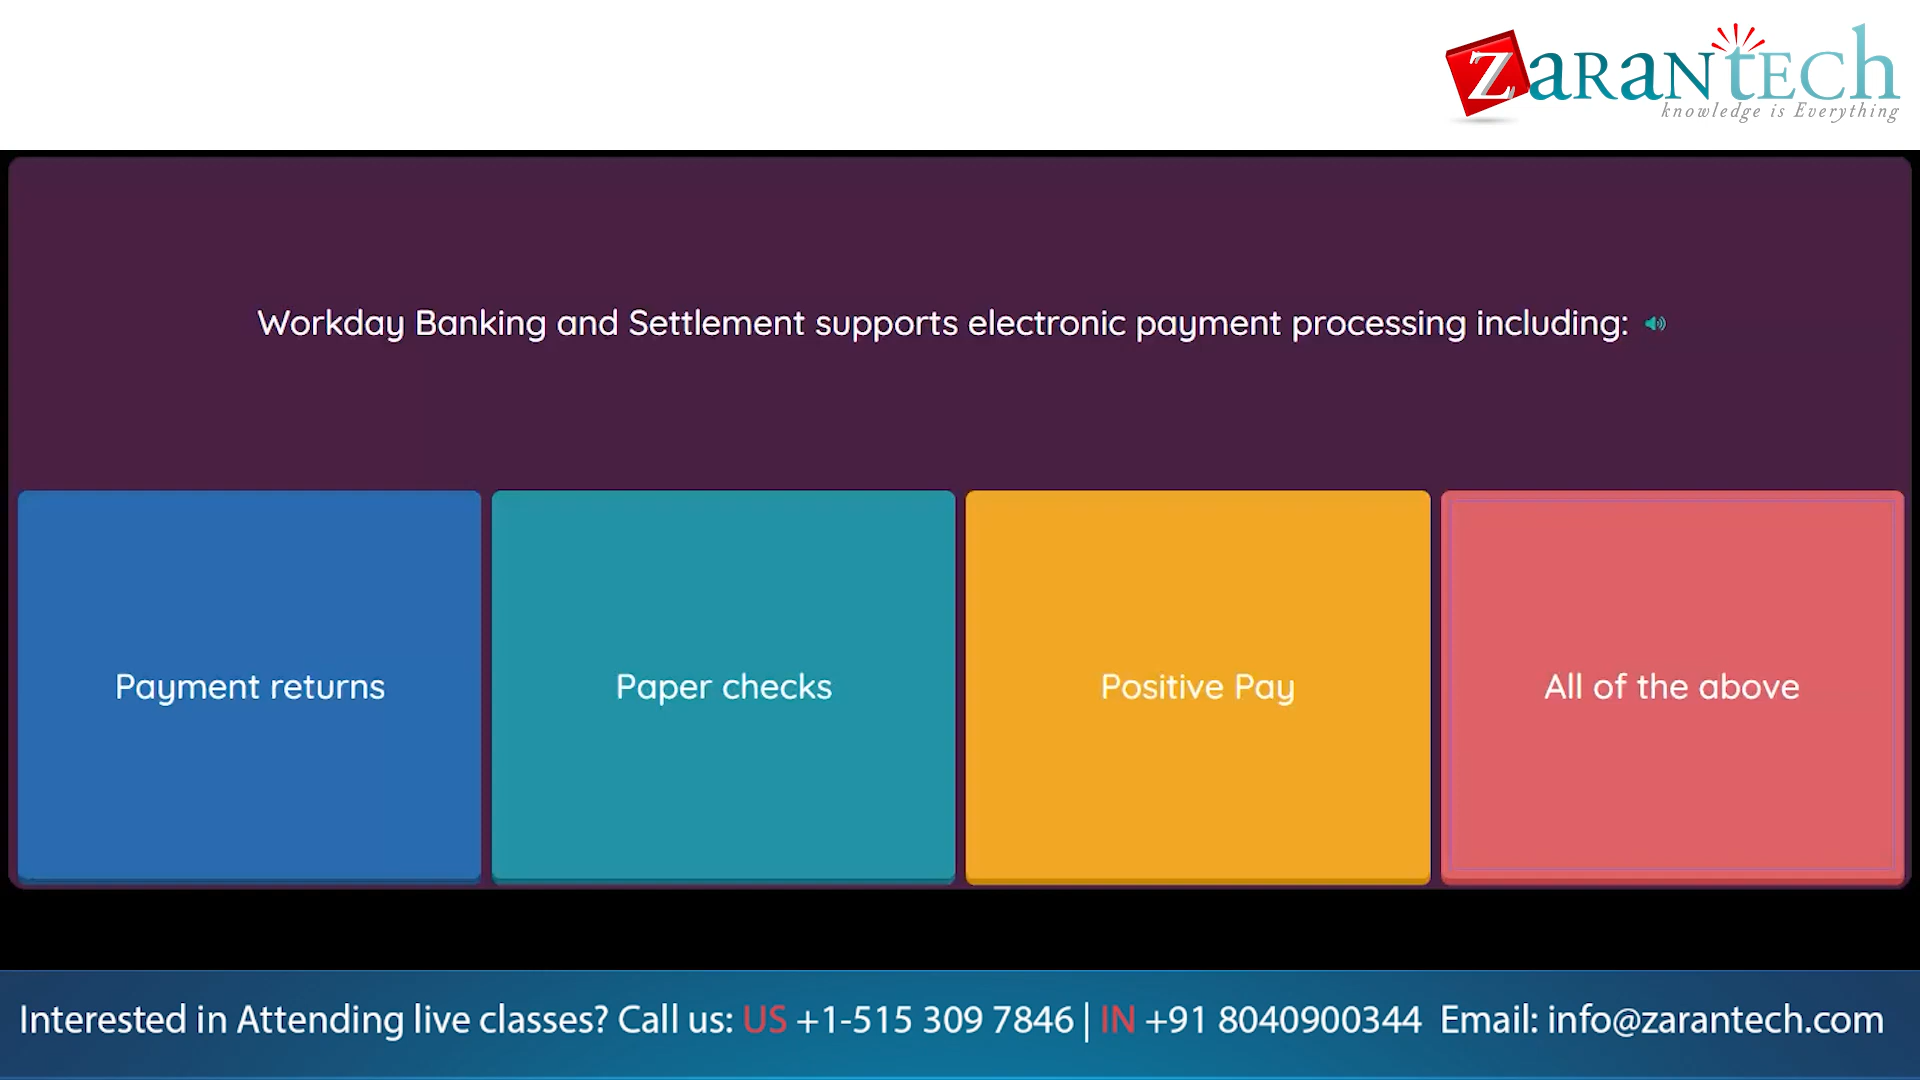 ZaranTech
knowledge is Everything
Workday Banking and Settlement supports electronic payment processing including:
Payment returns
Paper checks
Positive Pay
All of the above
Interested in Attending live classes? Call us: US +1-515 309 7846 | IN +91 8040900344 Email: info@zarantech.com